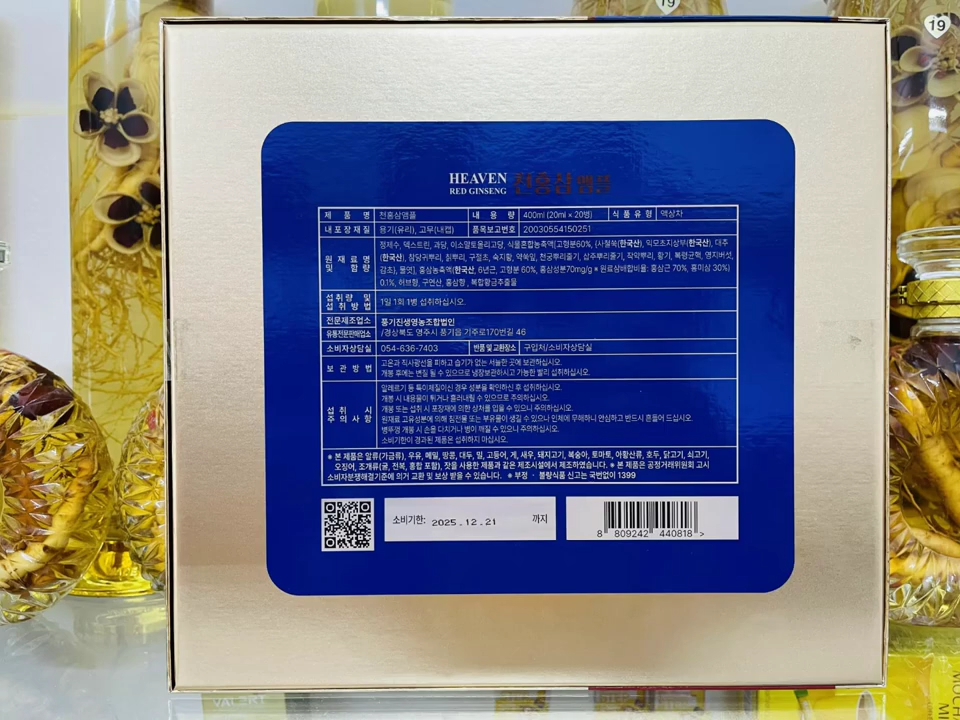 19
19
HEAVEN
RED GINSENG
천홍삼 앰플
제 품 명 천홍삼앰플 내 용 량 400ml (20ml × 20병) 식 품 유 형 액상차
내포장재질 용기(유리), 고무(내캡) 품목보고번호 20030554150251
원 재 료 명 및 함 량
정제수, 덱스트린, 과당, 이소말토올리고당, 식물혼합농축액[고형분60%, {사철쑥(한국산), 익모초지상부(한국산), 대추
(한국산), 참당귀뿌리, 칡뿌리, 구절초, 숙지황, 약쑥잎, 천궁뿌리줄기, 삽주뿌리줄기, 작약뿌리, 황기, 복령균핵, 영지버섯,
감초}, 물엿], 홍삼농축액(한국산, 6년근, 고형분 60%, 홍삼성분70mg/g ※ 원료삼배합비율: 홍삼근 70%, 홍미삼 30%)
0.1%, 허브향, 구연산, 홍삼향, 복합황금추출물
섭취량 및 섭취방법 1일 1회 1병 섭취하십시오.
전문제조업소 풍기진생영농조합법인
유통전문판매업소 /경상북도 영주시 풍기읍 기주로170번길 46
소비자상담실 054-636-7403 반품 및 교환장소 구입처/소비자상담실
보 관 방 법
고온과 직사광선을 피하고 습기가 없는 서늘한 곳에 보관하십시오.
개봉 후에는 변질 될 수 있으므로 냉장보관하시고 가능한 빨리 섭취하십시오.
섭 취 시 주 의 사 항
알레르기 등 특이체질이신 경우 성분을 확인하신 후 섭취하십시오.
개봉 시 내용물이 튀거나 흘러내릴 수 있으므로 주의하십시오.
개봉 또는 섭취 시 포장재에 의한 상처를 입을 수 있으니 주의하십시오.
원재료 고유성분에 의해 침전물 또는 부유물이 생길 수 있으나 인체에 무해하니 안심하고 반드시 흔들어 드십시오.
병뚜껑 개봉 시 손을 다치거나 병이 깨질 수 있으니 주의하십시오.
소비기한이 경과된 제품은 섭취하지 마십시오.
※ 본 제품은 알류(가금류), 우유, 메밀, 땅콩, 대두, 밀, 고등어, 게, 새우, 돼지고기, 복숭아, 토마토, 아황산류, 호두, 닭고기, 쇠고기,
오징어, 조개류(굴, 전복, 홍합 포함), 잣을 사용한 제품과 같은 제조시설에서 제조하였습니다. ※ 본 제품은 공정거래위원회 고시
소비자분쟁해결기준에 의거 교환 및 보상 받을 수 있습니다. ※ 부정 · 불량식품 신고는 국번없이 1399
소비기한: 2025.12.21 까지
8 809242 440818 >